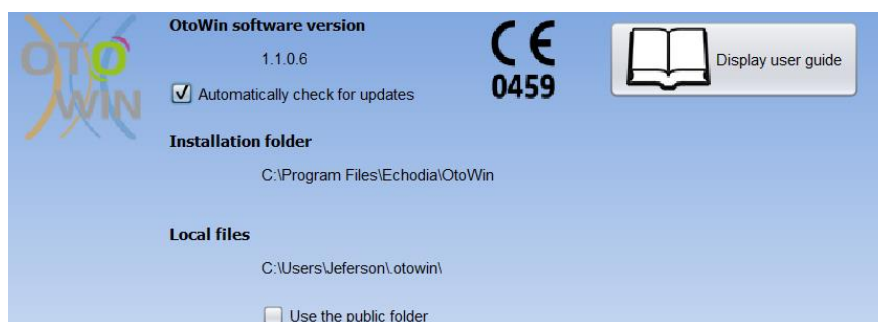 OTO
WIN
OtoWin software version
1.1.0.6
Automatically check for updates
CE
0459
Display user guide
Installation folder
C:\Program Files\Echodia\OtoWin
Local files
C:\Users\Jeferson\.otowin\
Use the public folder